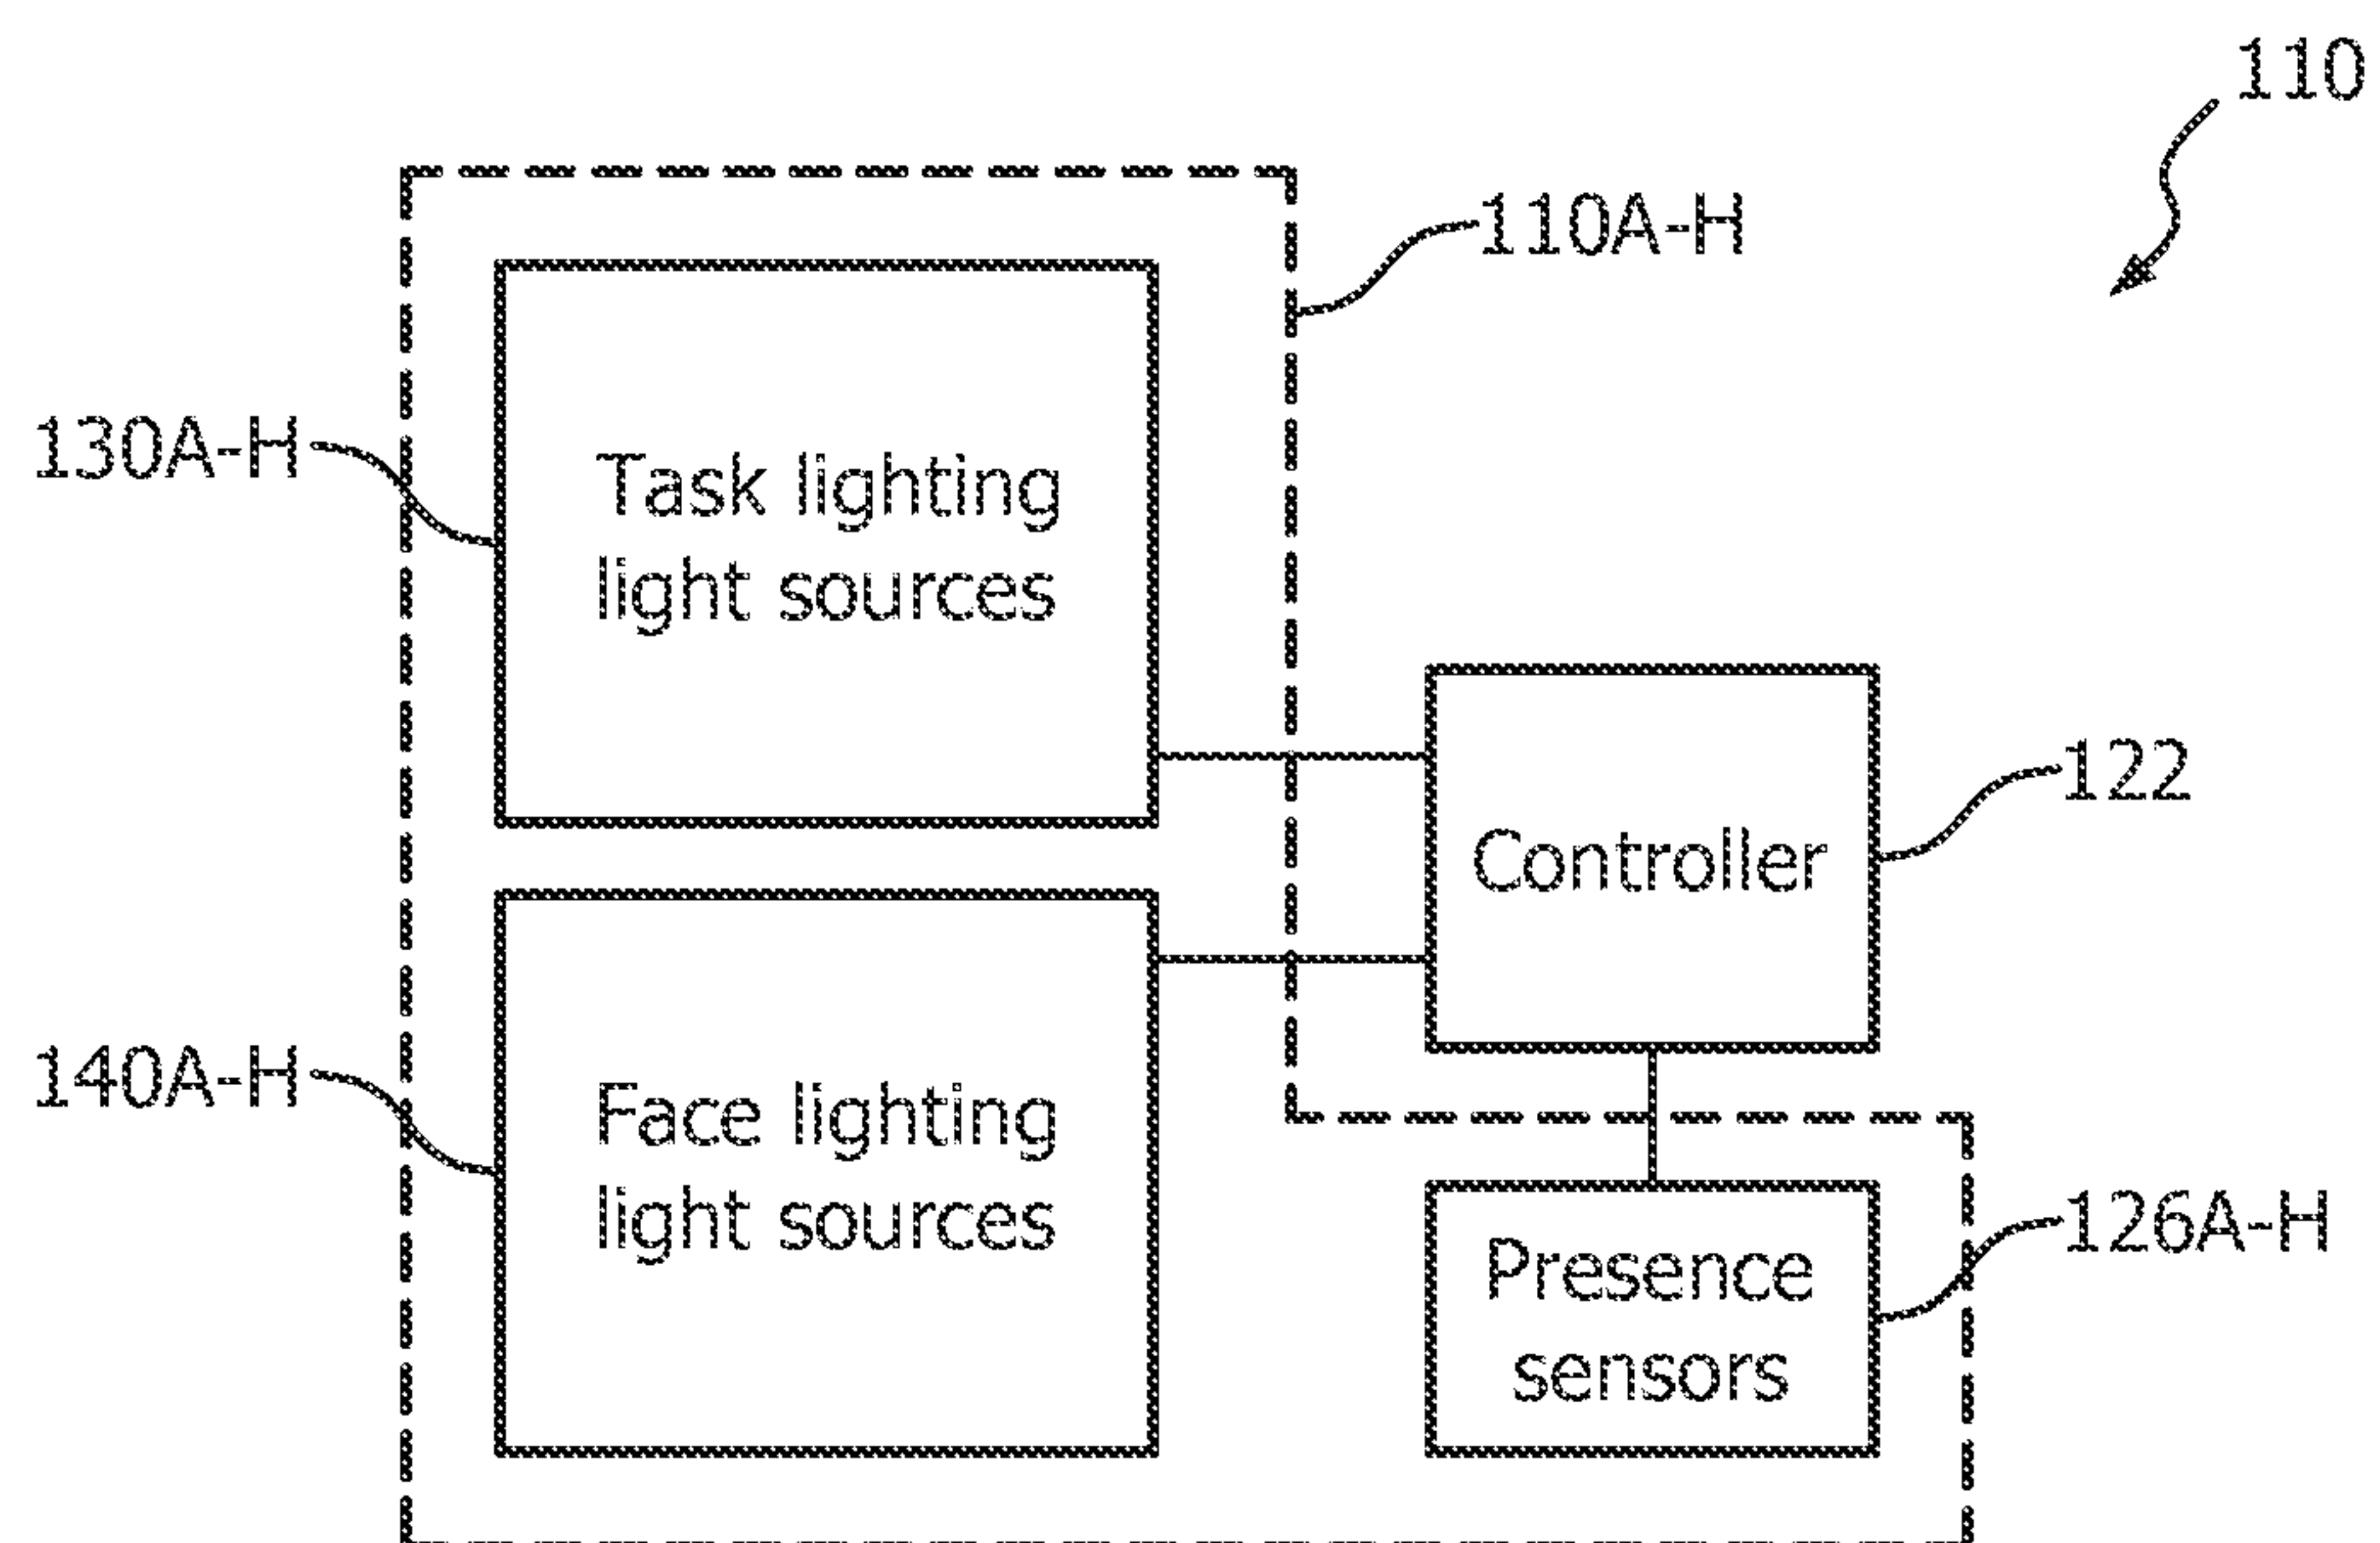 110
110A-H
130A-H
Task lighting
light sources
122
Controller
140A-H
Face lighting
light sources
126A-H
Presence
sensors